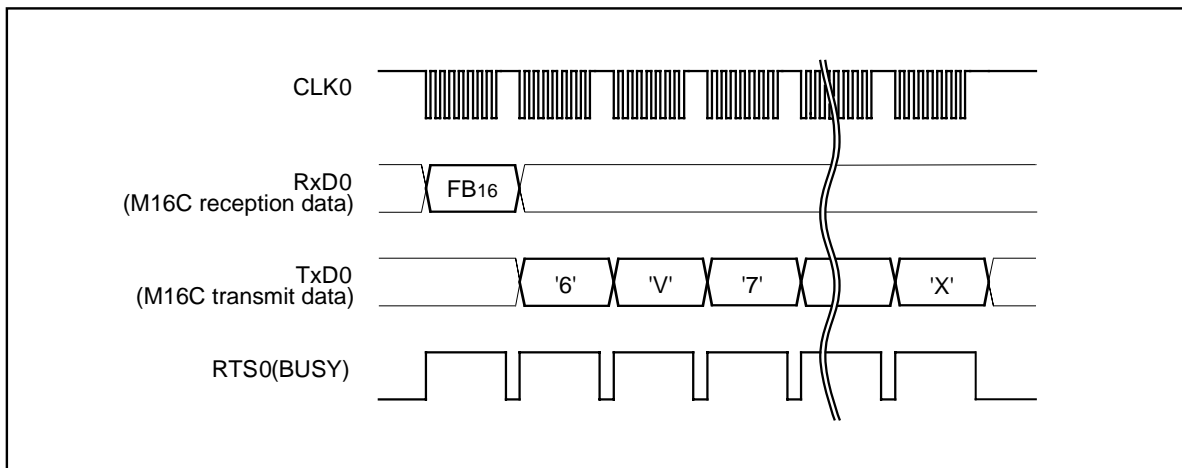 CLK0
RxD0
(M16C reception data)
FB16
TxD0
(M16C transmit data)
'6'
'V'
'7'
'X'
RTS0(BUSY)